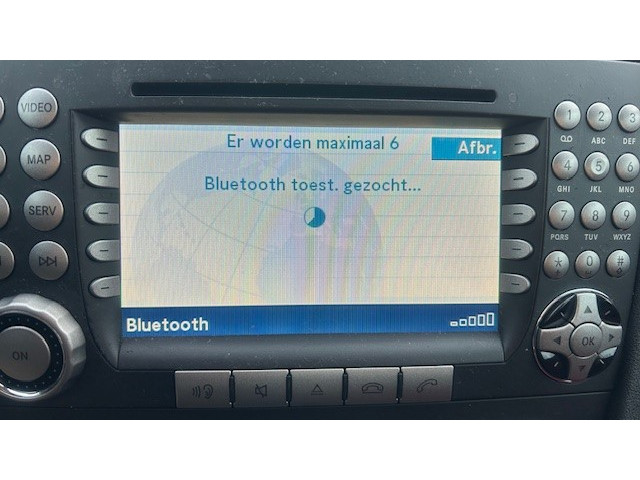 VIDEO
MAP
SERV
ON
Er worden maximaal 6
Afbr.
Bluetooth toest. gezocht...
Bluetooth
1 2 3
ABC DEF
4 5 6
GHI JKL MNO
7 8 9
PQRS TUV WXYZ
* 0 #
OK